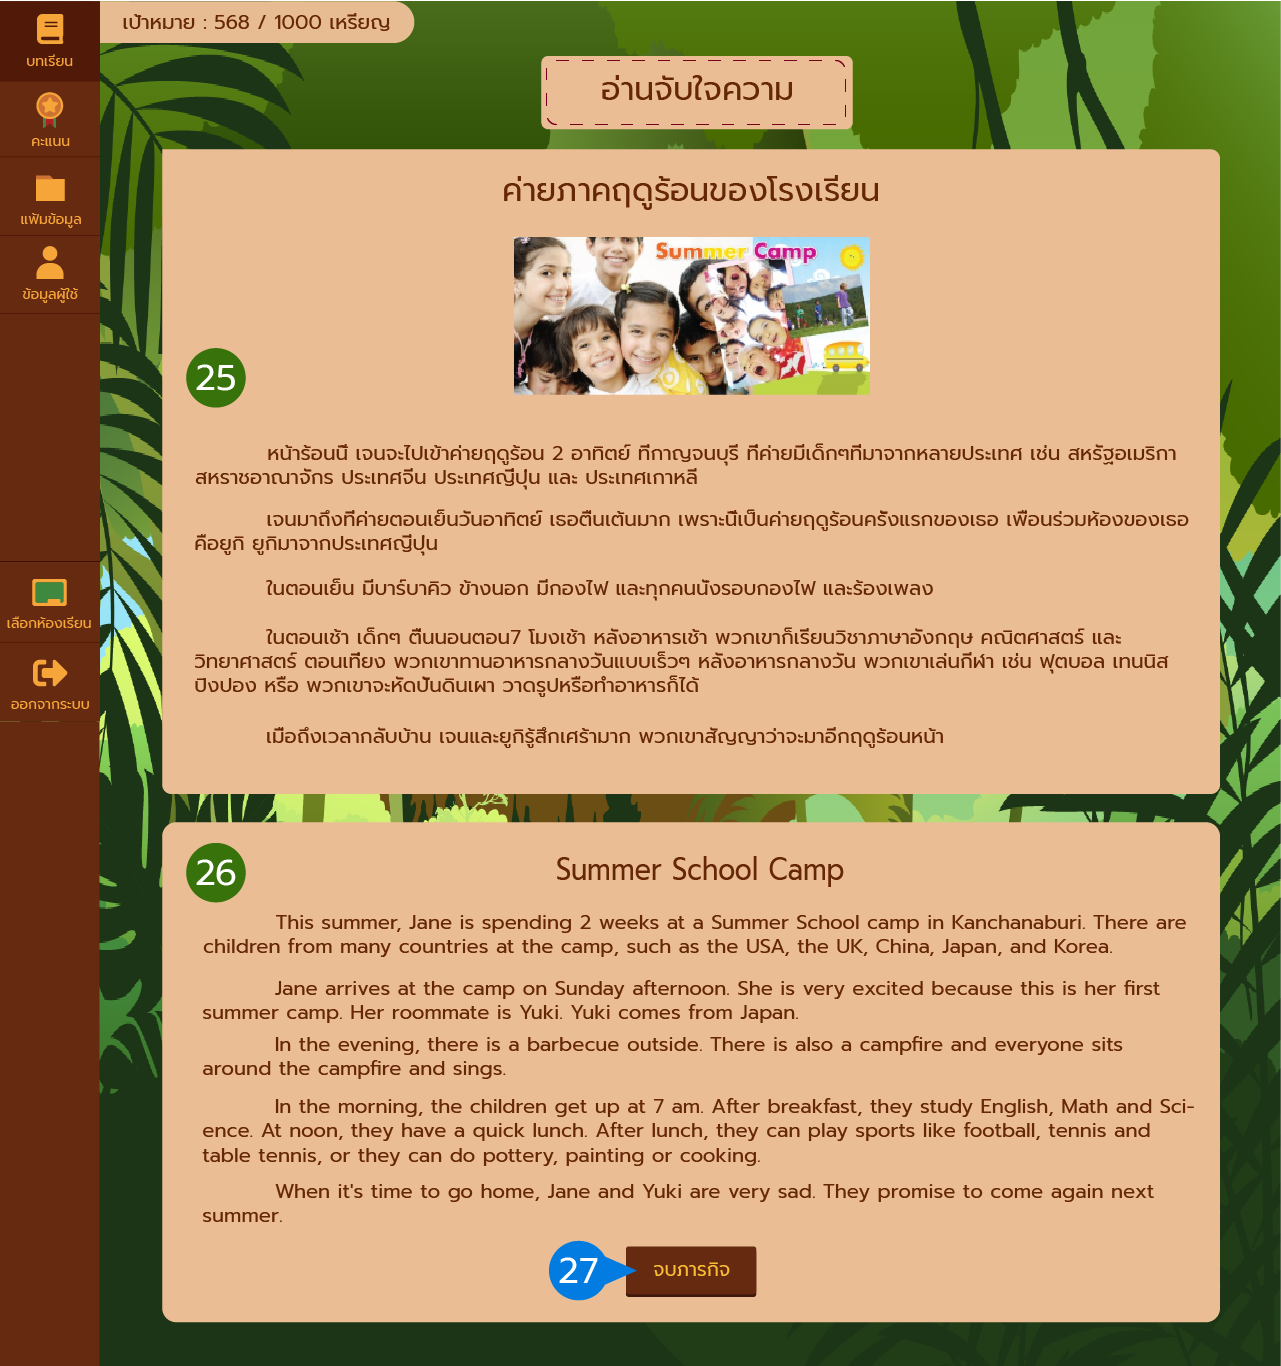 เป้าหมาย : 568 / 1000 เหรียญ
บทเรียน
คะแนน
แฟ้มข้อมูล
ข้อมูลผู้ใช้
เลือกห้องเรียน
ออกจากระบบ
อ่านจับใจความ
ค่ายภาคฤดูร้อนของโรงเรียน
Summer Camp
25
หน้าร้อนนี้ เจนจะไปเข้าค่ายฤดูร้อน 2 อาทิตย์ ที่กาญจนบุรี ที่ค่ายมีเด็กๆที่มาจากหลายประเทศ เช่น สหรัฐอเมริกา
สหราชอาณาจักร ประเทศจีน ประเทศญี่ปุ่น และ ประเทศเกาหลี
เจนมาถึงที่ค่ายตอนเย็นวันอาทิตย์ เธอตื่นเต้นมาก เพราะนี่เป็นค่ายฤดูร้อนครั้งแรกของเธอ เพื่อนร่วมห้องของเธอ
คือยูกิ ยูกิมาจากประเทศญี่ปุ่น
ในตอนเย็น มีบาร์บาคิว ข้างนอก มีกองไฟ และทุกคนนั่งรอบกองไฟ และร้องเพลง
ในตอนเช้า เด็กๆ ตื่นนอนตอน7 โมงเช้า หลังอาหารเช้า พวกเขาก็เรียนวิชาภาษาอังกฤษ คณิตศาสตร์ และ
วิทยาศาสตร์ ตอนเที่ยง พวกเขาทานอาหารกลางวันแบบเร็วๆ หลังอาหารกลางวัน พวกเขาเล่นกีฬา เช่น ฟุตบอล เทนนิส
ปิงปอง หรือ พวกเขาจะหัดปั้นดินเผา วาดรูปหรือทำอาหารก็ได้
เมื่อถึงเวลากลับบ้าน เจนและยูกิรู้สึกเศร้ามาก พวกเขาสัญญาว่าจะมาอีกฤดูร้อนหน้า
26
Summer School Camp
This summer, Jane is spending 2 weeks at a Summer School camp in Kanchanaburi. There are
children from many countries at the camp, such as the USA, the UK, China, Japan, and Korea.
Jane arrives at the camp on Sunday afternoon. She is very excited because this is her first
summer camp. Her roommate is Yuki. Yuki comes from Japan.
In the evening, there is a barbecue outside. There is also a campfire and everyone sits
around the campfire and sings.
In the morning, the children get up at 7 am. After breakfast, they study English, Math and Sci-
ence. At noon, they have a quick lunch. After lunch, they can play sports like football, tennis and
table tennis, or they can do pottery, painting or cooking.
When it's time to go home, Jane and Yuki are very sad. They promise to come again next
summer.
27
จบภารกิจ